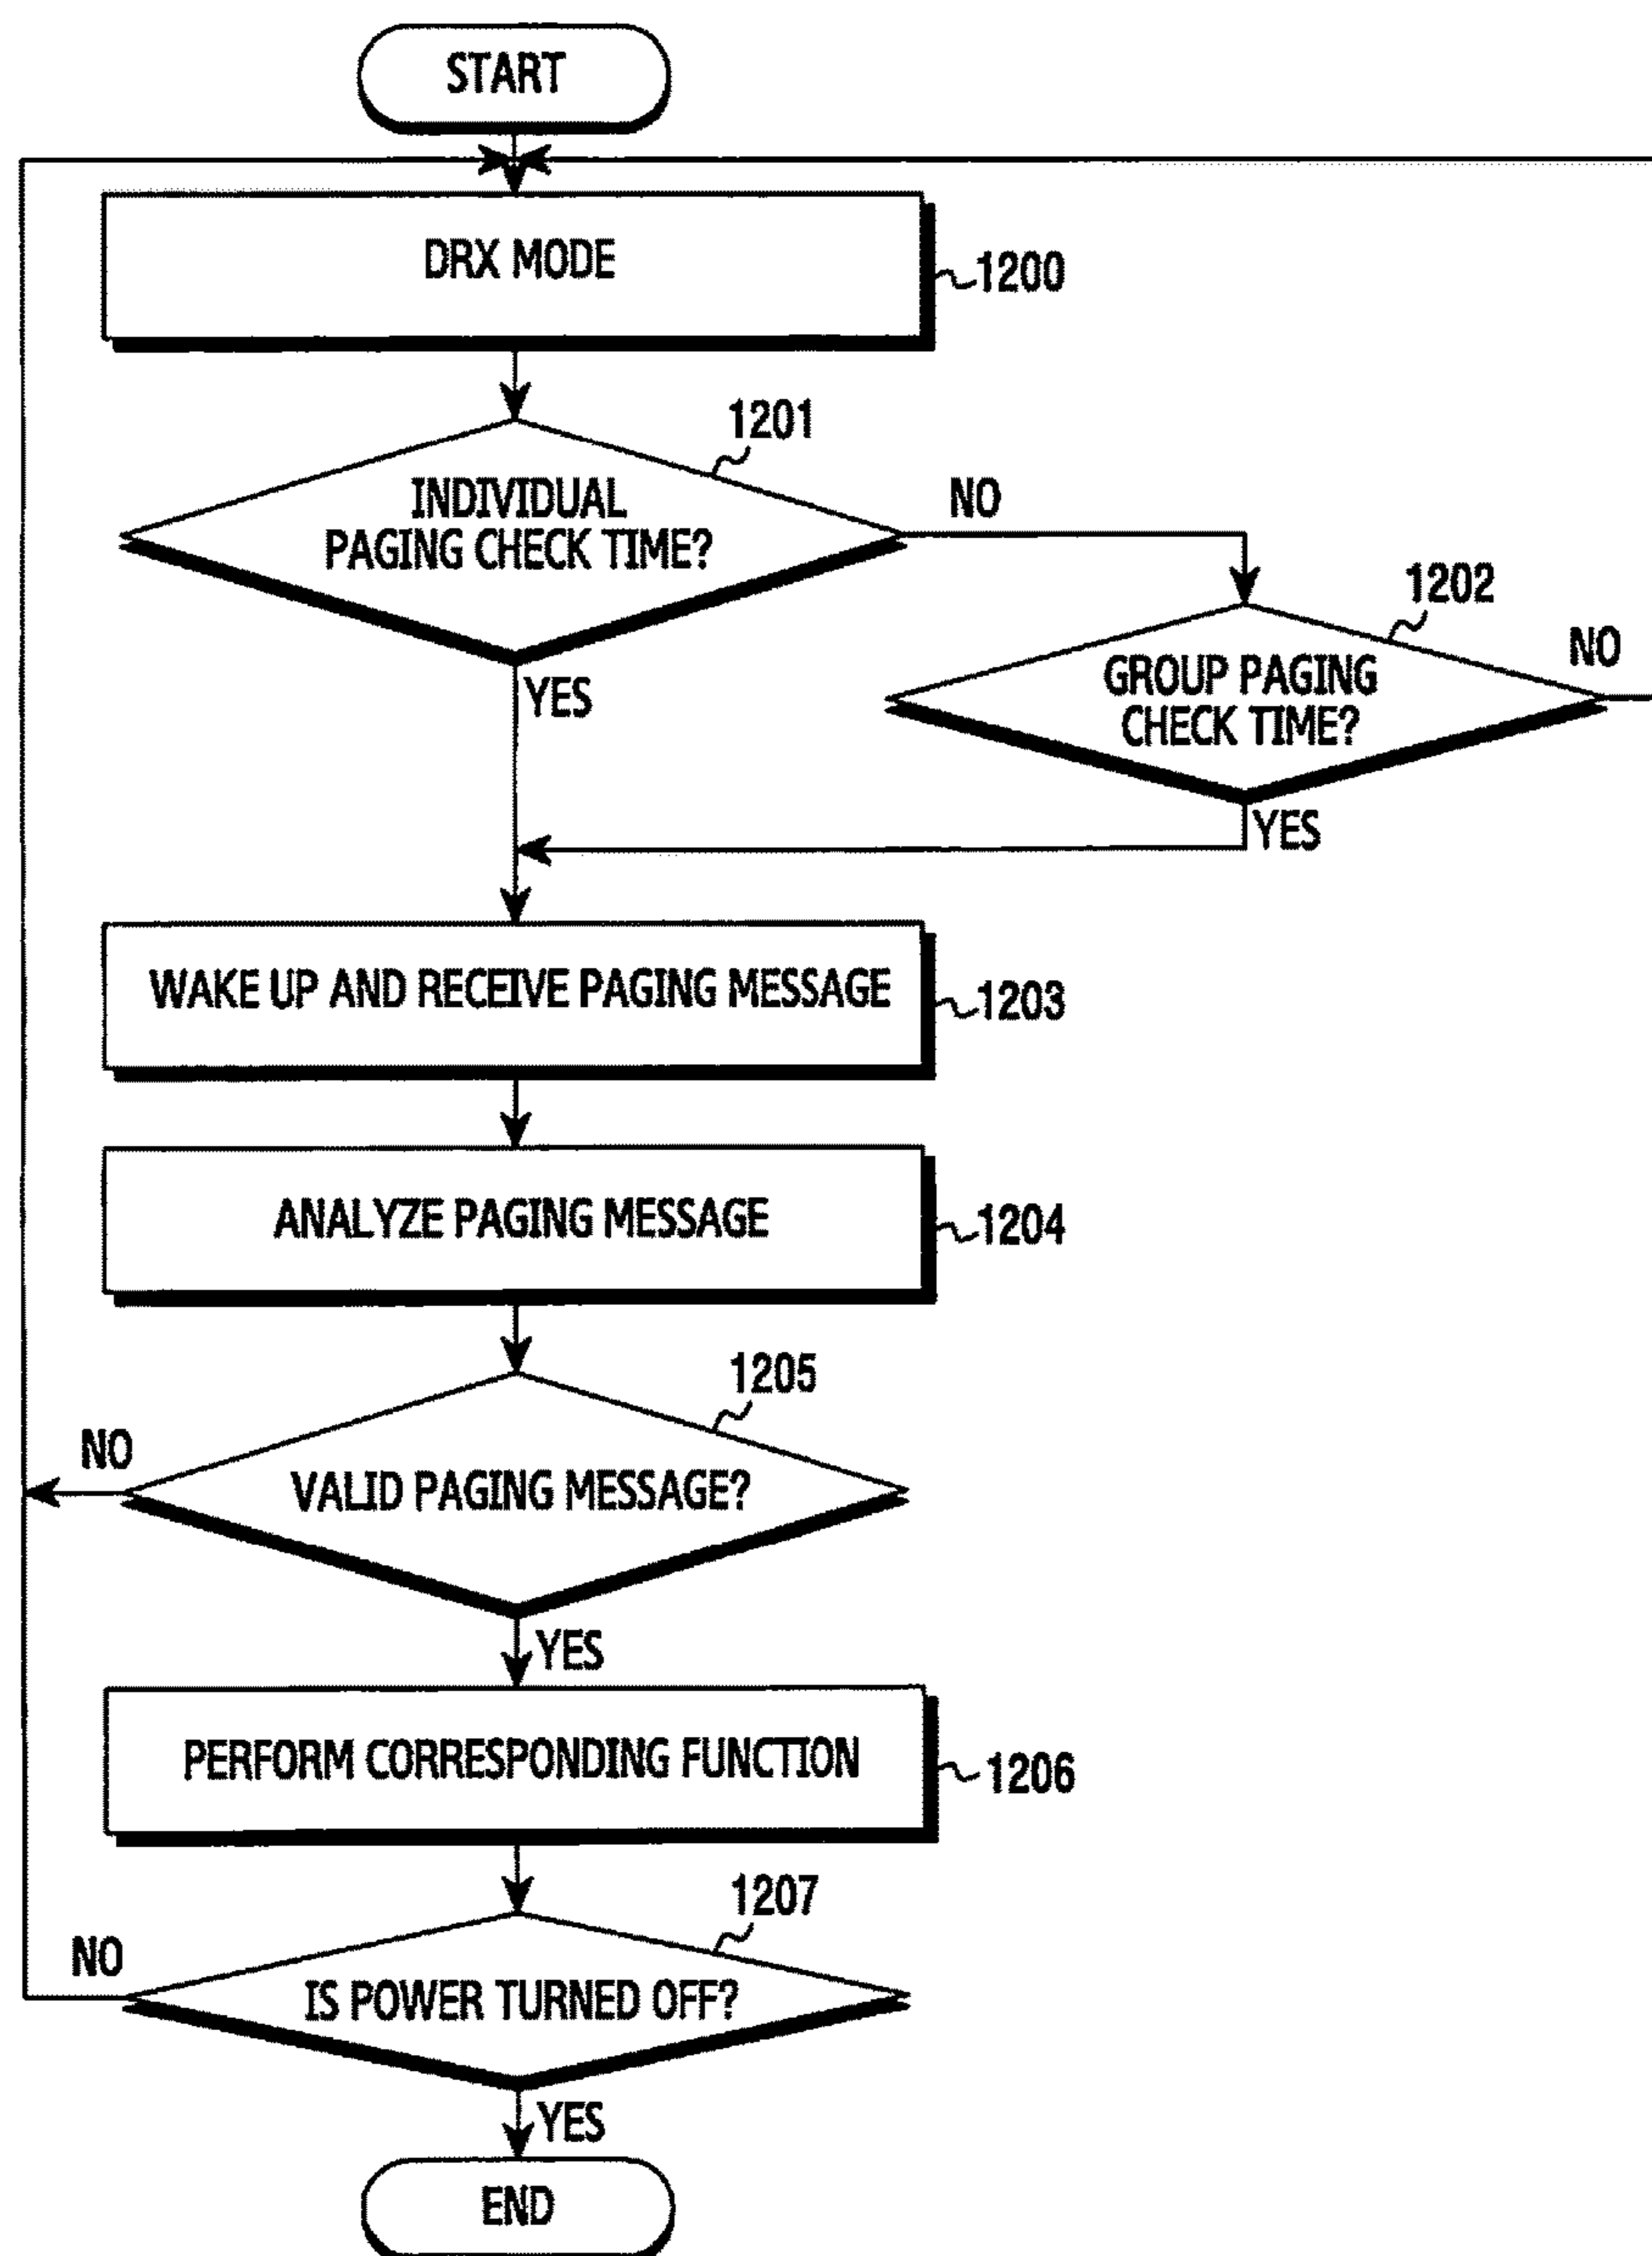 START
DRX MODE
1200
1201
INDIVIDUAL
PAGING CHECK TIME?
NO
YES
1202
GROUP PAGING
CHECK TIME?
NO
YES
WAKE UP AND RECEIVE PAGING MESSAGE
1203
ANALYZE PAGING MESSAGE
1204
1205
NO
VALID PAGING MESSAGE?
YES
PERFORM CORRESPONDING FUNCTION
1206
1207
NO
IS POWER TURNED OFF?
YES
END